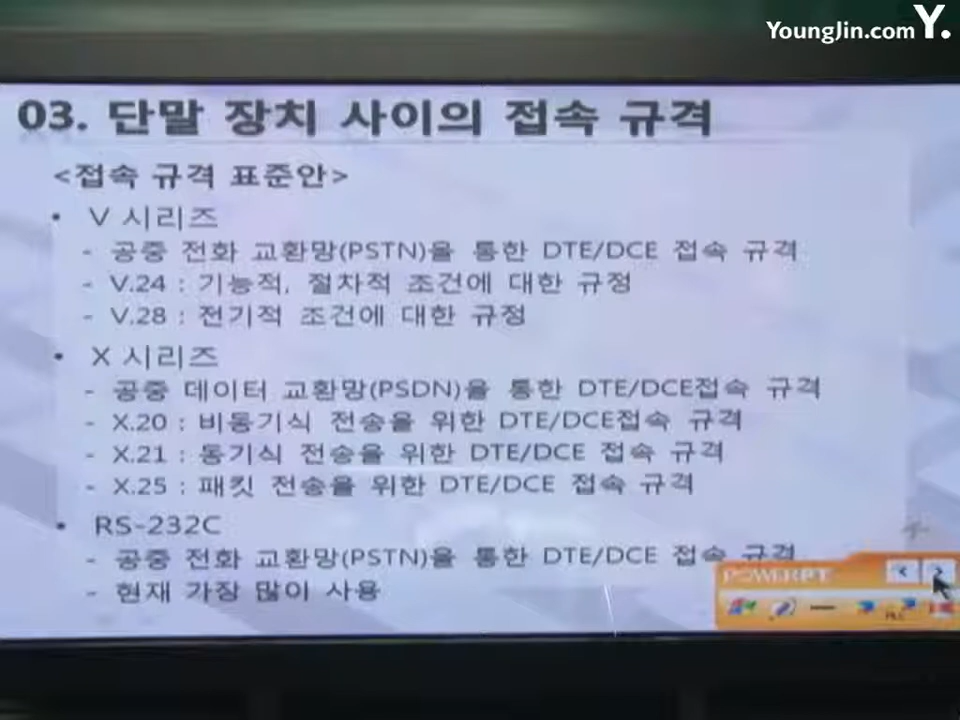 YoungJin.com Y.
03. 단말 장치 사이의 접속 규격
<접속 규격 표준안>
• V 시리즈
- 공중 전화 교환망(PSTN)을 통한 DTE/DCE 접속 규격
- V.24 : 기능적, 절차적 조건에 대한 규정
- V.28 : 전기적 조건에 대한 규정
• X 시리즈
- 공중 데이터 교환망(PSDN)을 통한 DTE/DCE접속 규격
- X.20 : 비동기식 전송을 위한 DTE/DCE접속 규격
- X.21 : 동기식 전송을 위한 DTE/DCE 접속 규격
- X.25 : 패킷 전송을 위한 DTE/DCE 접속 규격
• RS-232C
- 공중 전화 교환망(PSTN)을 통한 DTE/DCE 접속 규격
- 현재 가장 많이 사용
POWERPT